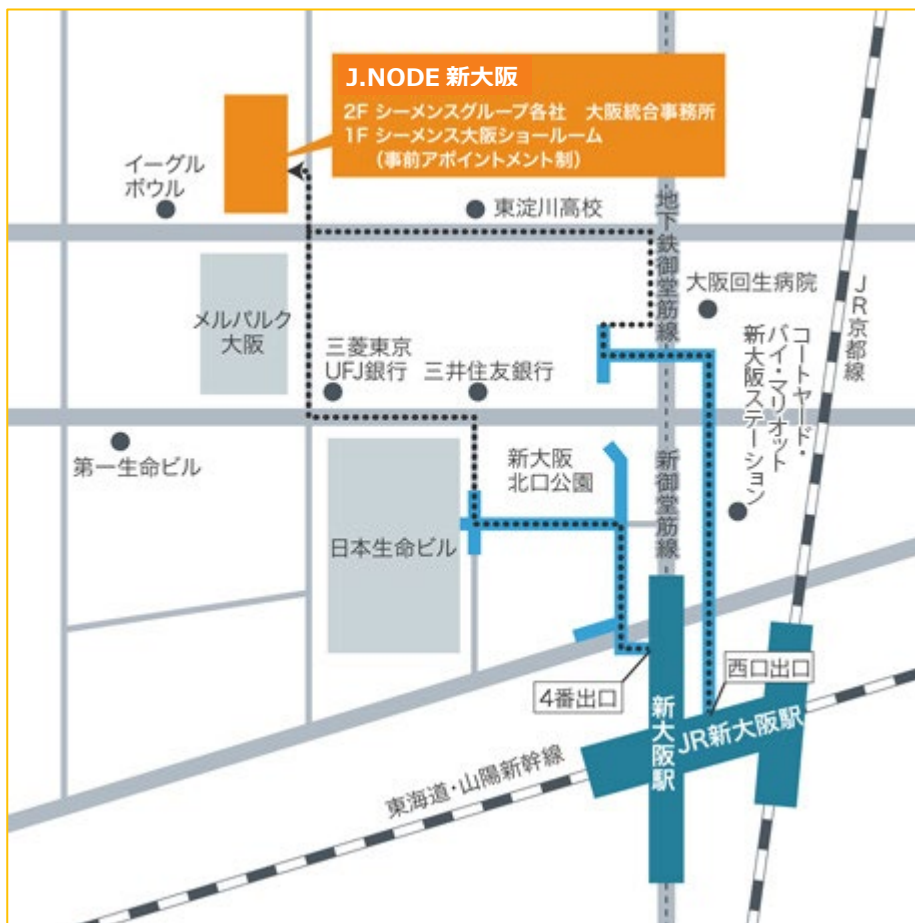 J.NODE 新大阪
2F シーメンスグループ各社　大阪統合事務所
1F シーメンス大阪ショールーム
（事前アポイントメント制）
イーグル
ボウル
東淀川高校
地下鉄御堂筋線
大阪回生病院
JR京都線
メルパルク
大阪
三菱東京
UFJ銀行
三井住友銀行
コートヤード・
バイ・マリオット
新大阪ステーション
第一生命ビル
新大阪
北口公園
新御堂筋線
日本生命ビル
4番出口
西口出口
新大阪駅
JR新大阪駅
東海道・山陽新幹線